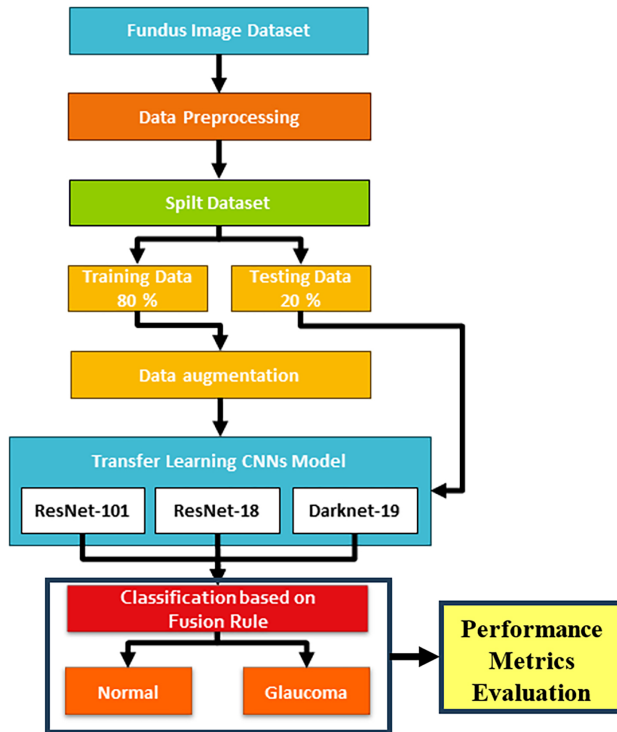 Fundus Image Dataset
Data Preprocessing
Spilt Dataset
Training Data
80 %
Testing Data
20 %
Data augmentation
Transfer Learning CNNs Model
ResNet-101
ResNet-18
Darknet-19
Classification based on
Fusion Rule
Normal
Glaucoma
Performance
Metrics
Evaluation